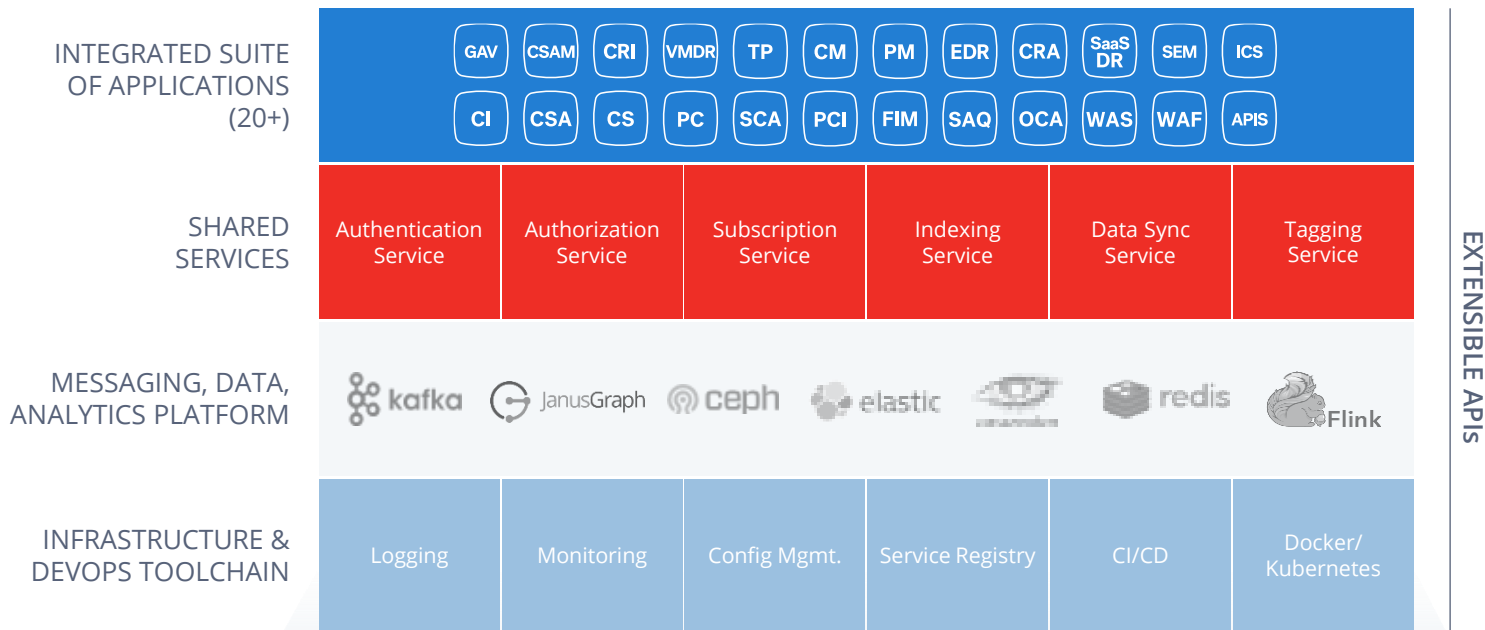 INTEGRATED SUITE
OF APPLICATIONS
(20+)
GAV CSAM CRI VMDR TP CM PM EDR CRA SaaS DR SEM ICS
CI CSA CS PC SCA PCI FIM SAQ OCA WAS WAF APIS
SHARED
SERVICES
Authentication
Service
Authorization
Service
Subscription
Service
Indexing
Service
Data Sync
Service
Tagging
Service
MESSAGING, DATA,
ANALYTICS PLATFORM
kafka JanusGraph ceph elastic redis Flink
INFRASTRUCTURE &
DEVOPS TOOLCHAIN
Logging
Monitoring
Config Mgmt.
Service Registry
CI/CD
Docker/
Kubernetes
EXTENSIBLE APIs